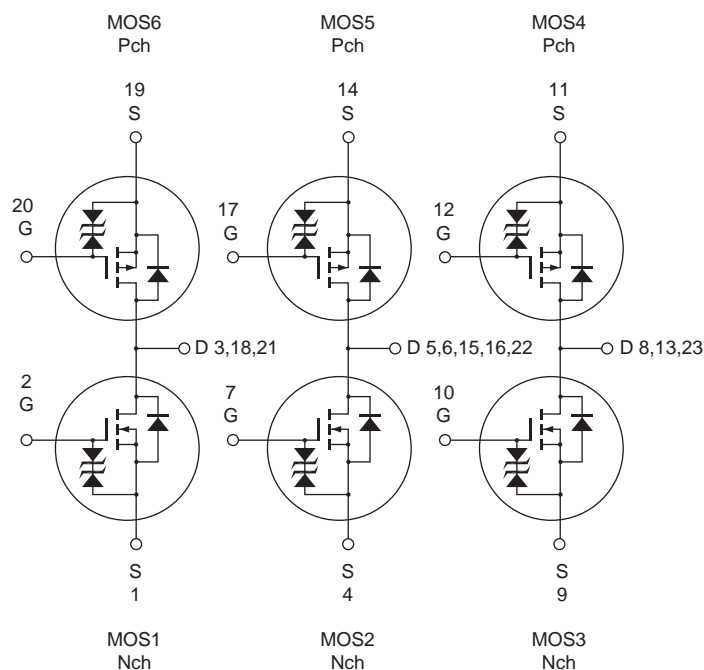 MOS6 MOS5 MOS4
Pch Pch Pch
19 14 11
S S S
20 17 12
G G G
D 3,18,21 D 5,6,15,16,22 D 8,13,23
2 7 10
G G G
S S S
1 4 9
MOS1 MOS2 MOS3
Nch Nch Nch